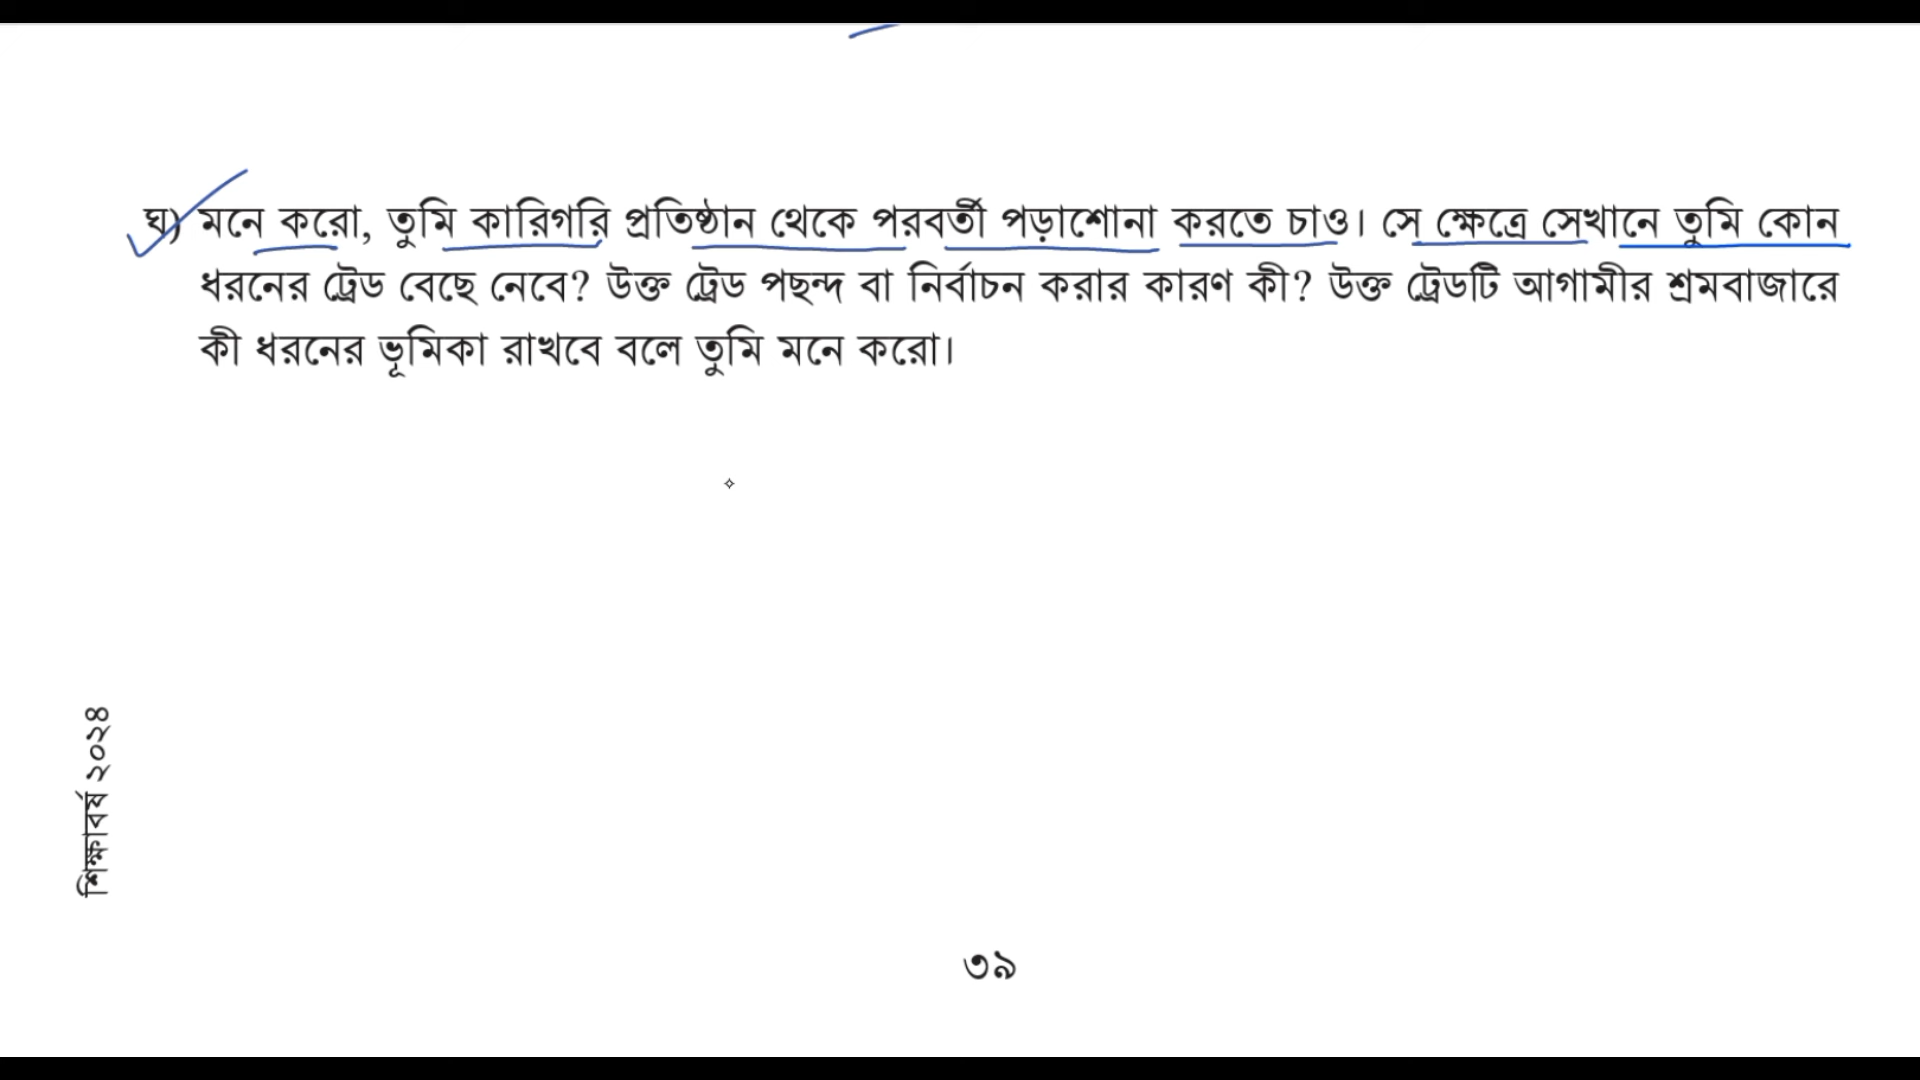 ঘ) মনে করো, তুমি কারিগরি প্রতিষ্ঠান থেকে পরবর্তী পড়াশোনা করতে চাও। সে ক্ষেত্রে সেখানে তুমি কোন
ধরনের ট্রেড বেছে নেবে? উক্ত ট্রেড পছন্দ বা নির্বাচন করার কারণ কী? উক্ত ট্রেডটি আগামীর শ্রমবাজারে
কী ধরনের ভূমিকা রাখবে বলে তুমি মনে করো।
শিক্ষাবর্ষ ২০২৪
৩৯